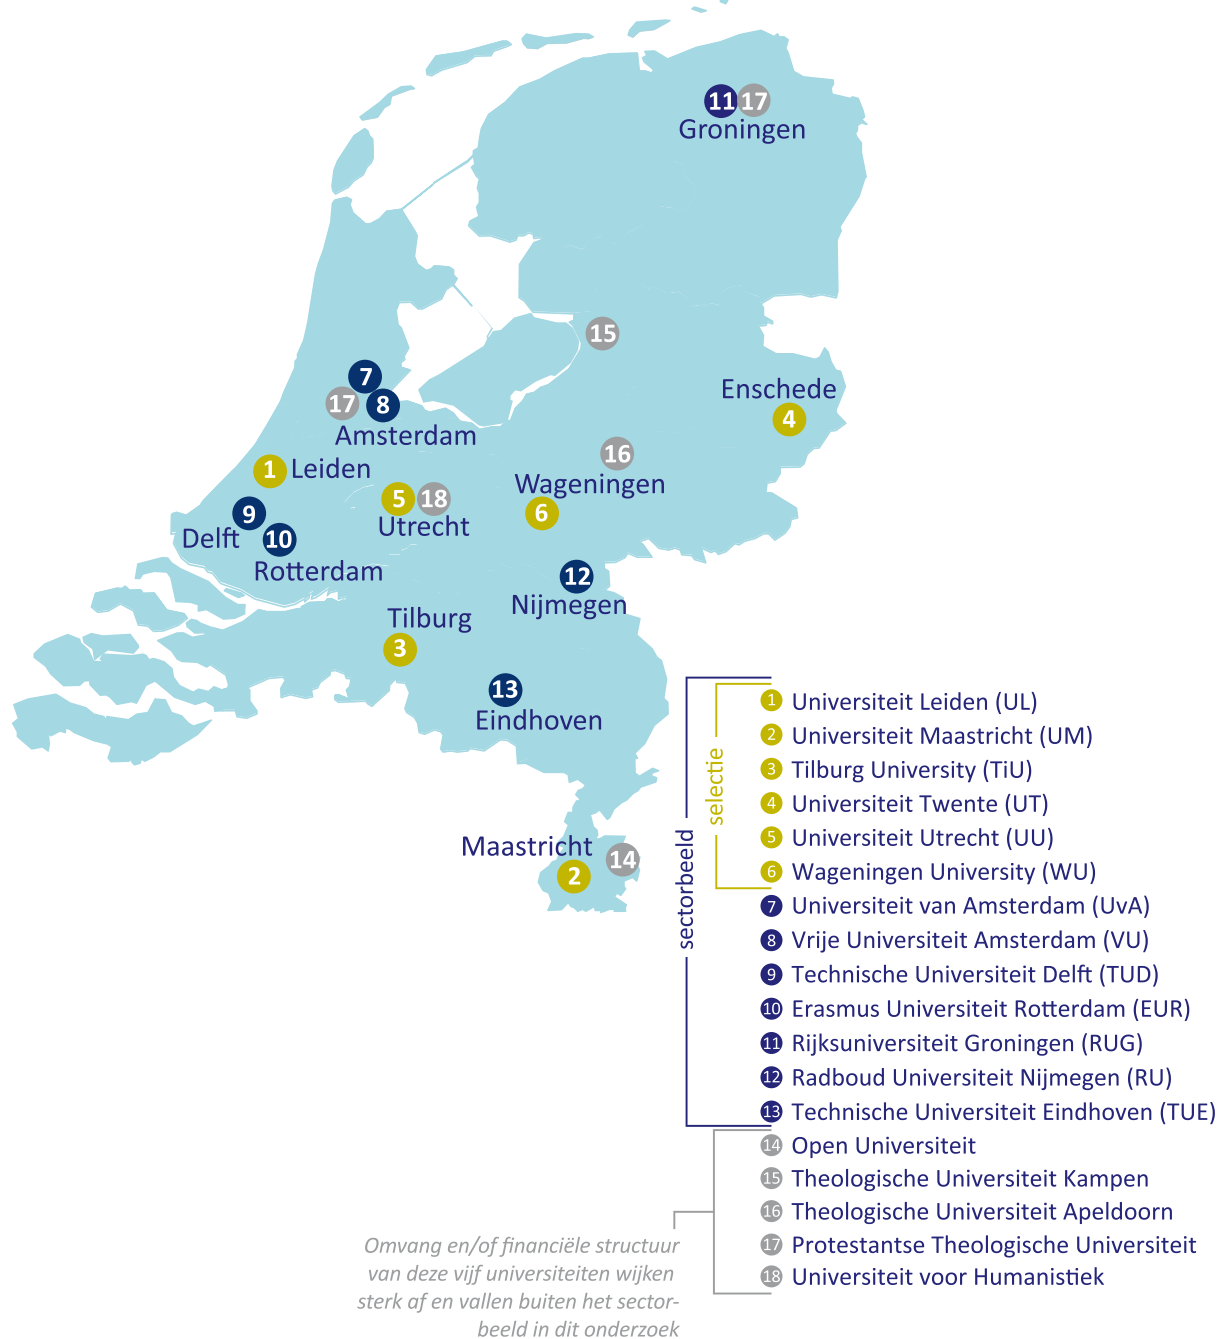 11 17
Groningen
15
7
17 8
Amsterdam
Enschede
4
1 Leiden
16
Wageningen
6
5 18
Utrecht
9
Delft
10
Rotterdam
12
Nijmegen
Tilburg
3
13
Eindhoven
Maastricht
14
2
sectorbeeld
selectie
1 Universiteit Leiden (UL)
2 Universiteit Maastricht (UM)
3 Tilburg University (TiU)
4 Universiteit Twente (UT)
5 Universiteit Utrecht (UU)
6 Wageningen University (WU)
7 Universiteit van Amsterdam (UvA)
8 Vrije Universiteit Amsterdam (VU)
9 Technische Universiteit Delft (TUD)
10 Erasmus Universiteit Rotterdam (EUR)
11 Rijksuniversiteit Groningen (RUG)
12 Radboud Universiteit Nijmegen (RU)
13 Technische Universiteit Eindhoven (TUE)
14 Open Universiteit
15 Theologische Universiteit Kampen
16 Theologische Universiteit Apeldoorn
17 Protestantse Theologische Universiteit
18 Universiteit voor Humanistiek
Omvang en/of financiële structuur
van deze vijf universiteiten wijken
sterk af en vallen buiten het sector-
beeld in dit onderzoek